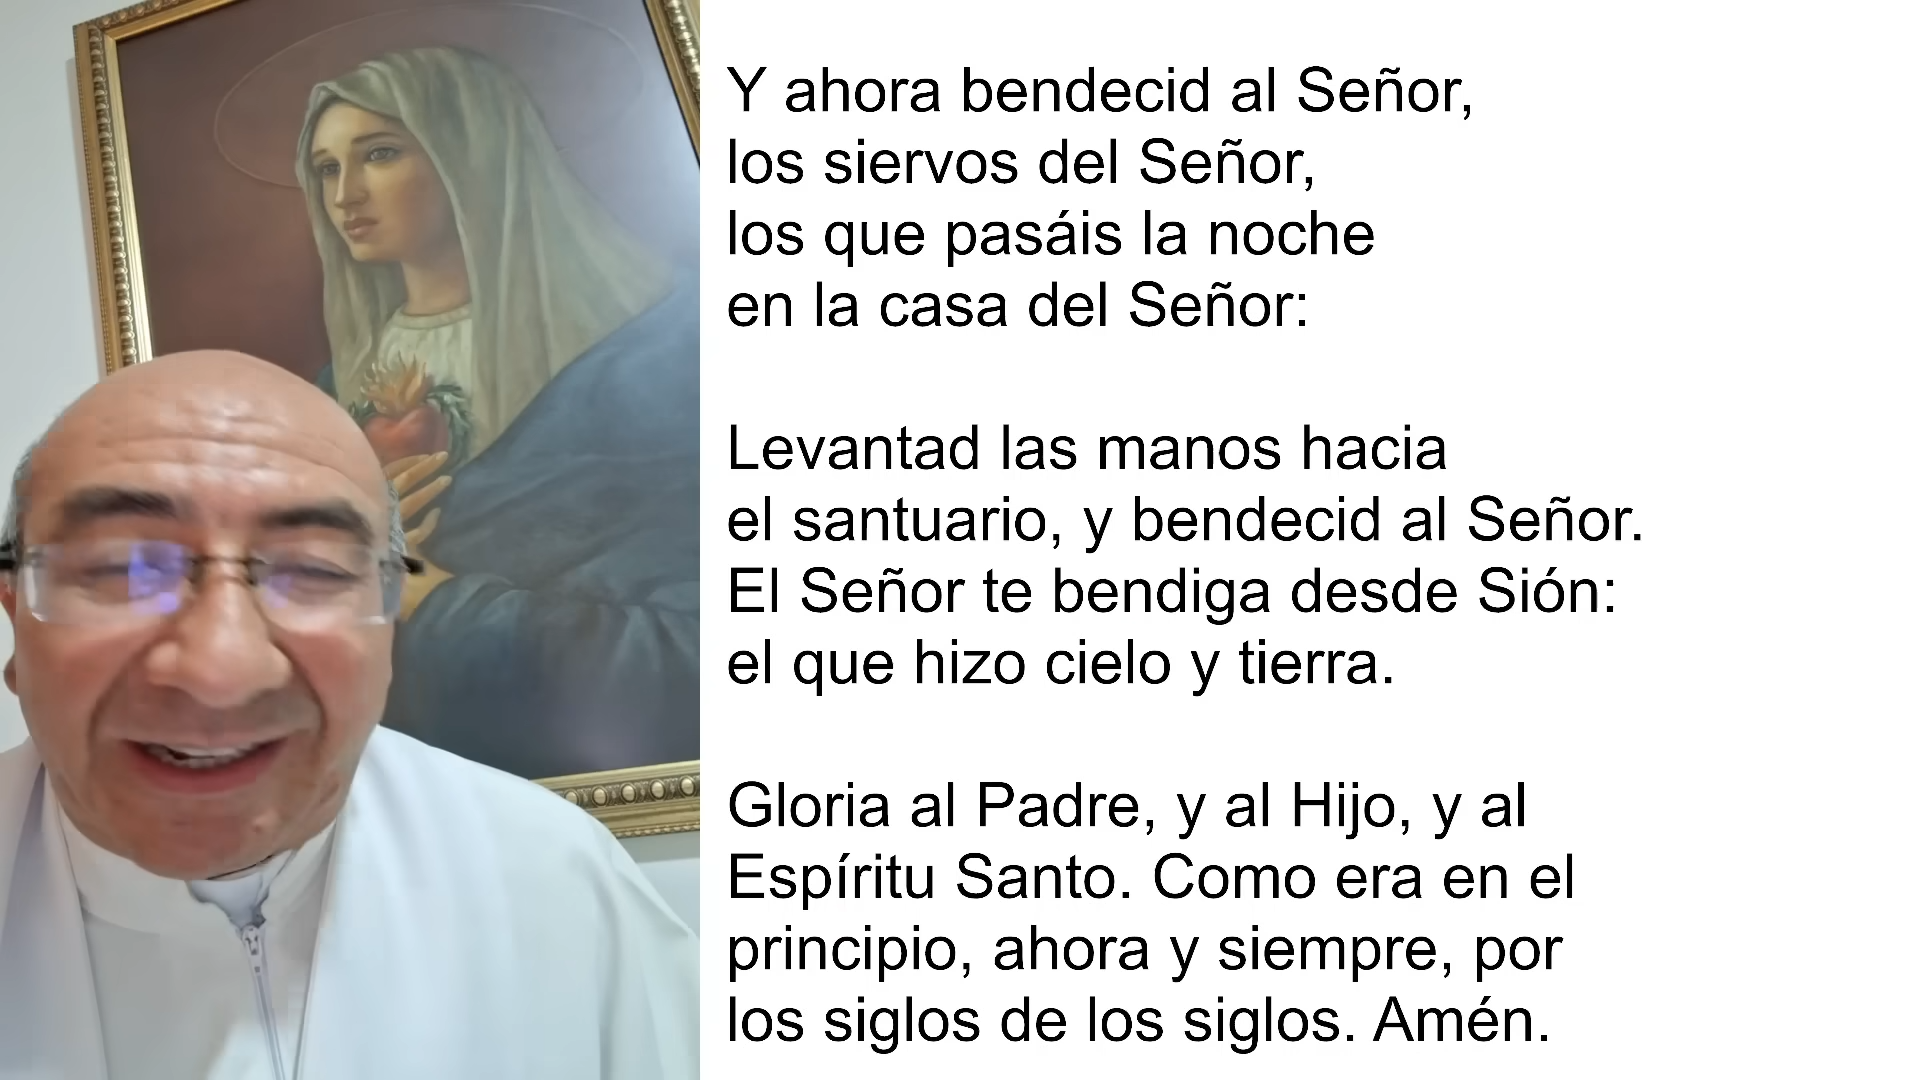 Y ahora bendecid al Señor,
los siervos del Señor,
los que pasáis la noche
en la casa del Señor:
Levantad las manos hacia
el santuario, y bendecid al Señor.
El Señor te bendiga desde Sión:
el que hizo cielo y tierra.
Gloria al Padre, y al Hijo, y al
Espíritu Santo. Como era en el
principio, ahora y siempre, por
los siglos de los siglos. Amén.